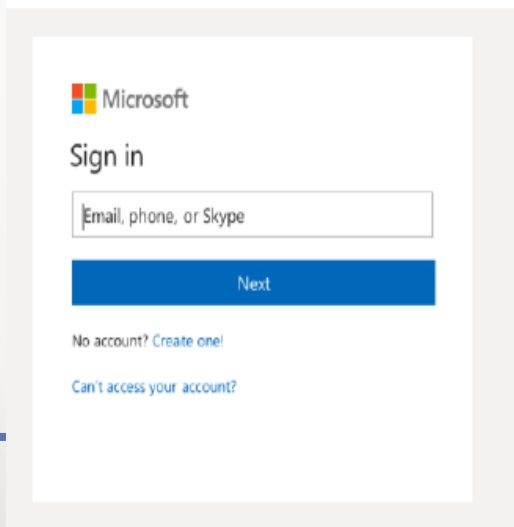 Microsoft
Sign in
Email, phone, or Skype
Next
No account? Create one!
Can't access your account?